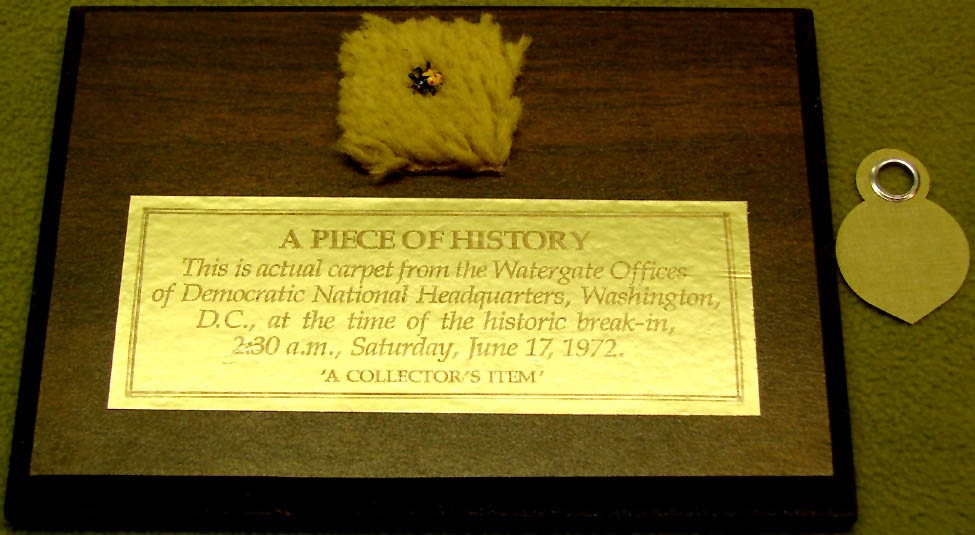 A PIECE OF HISTORY
This is actual carpet from the Watergate Offices
of Democratic National Headquarters, Washington,
D.C., at the time of the historic break-in,
2:30 a.m., Saturday, June 17, 1972.
'A COLLECTOR'S ITEM'